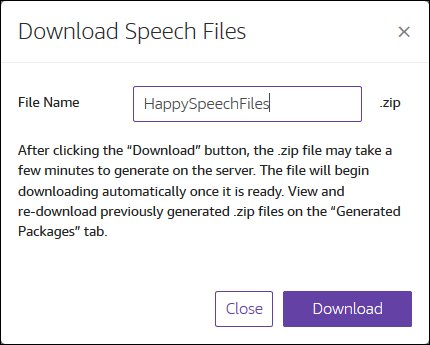 Download Speech Files ×
File Name HappySpeechFiles .zip
After clicking the “Download” button, the .zip file may take a
few minutes to generate on the server. The file will begin
downloading automatically once it is ready. View and
re-download previously generated .zip files on the “Generated
Packages” tab.
Close Download